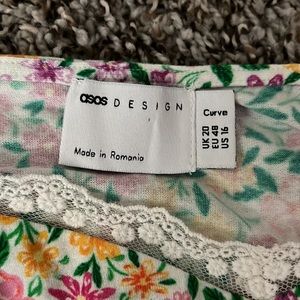 asos DESIGN
Made in Romania
Curve
UK 20
EU 48
US 16